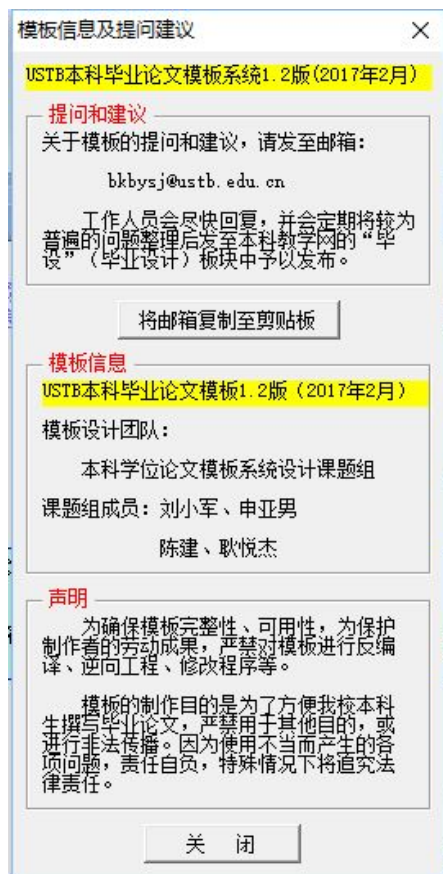 模板信息及提问建议
USTB本科毕业论文模板系统1.2版(2017年2月)
提问和建议
关于模板的提问和建议，请发至邮箱：
bkbysj@ustb.edu.cn
工作人员会尽快回复，并会定期将较为
普遍的问题整理后发至本科教学网的“毕
设”（毕业设计）板块中予以发布。
将邮箱复制至剪贴板
模板信息
USTB本科毕业论文模板1.2版（2017年2月）
模板设计团队：
本科学位论文模板系统设计课题组
课题组成员：刘小军、申亚男
陈建、耿悦杰
声明
为确保模板完整性、可用性，为保护
制作者的劳动成果，严禁对模板进行反编
译、逆向工程、修改程序等。
模板的制作目的是为了方便我校本科
生撰写毕业论文，严禁用于其他目的，或
进行非法传播。因为使用不当而产生的各
项问题，责任自负，特殊情况下将追究法
律责任。
关 闭